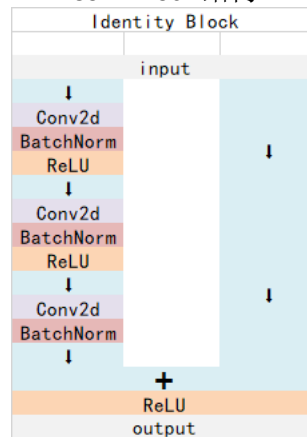 Identity Block
input
↓
Conv2d
BatchNorm
ReLU
↓
Conv2d
BatchNorm
ReLU
↓
Conv2d
BatchNorm
↓
↓
↓
+
ReLU
output